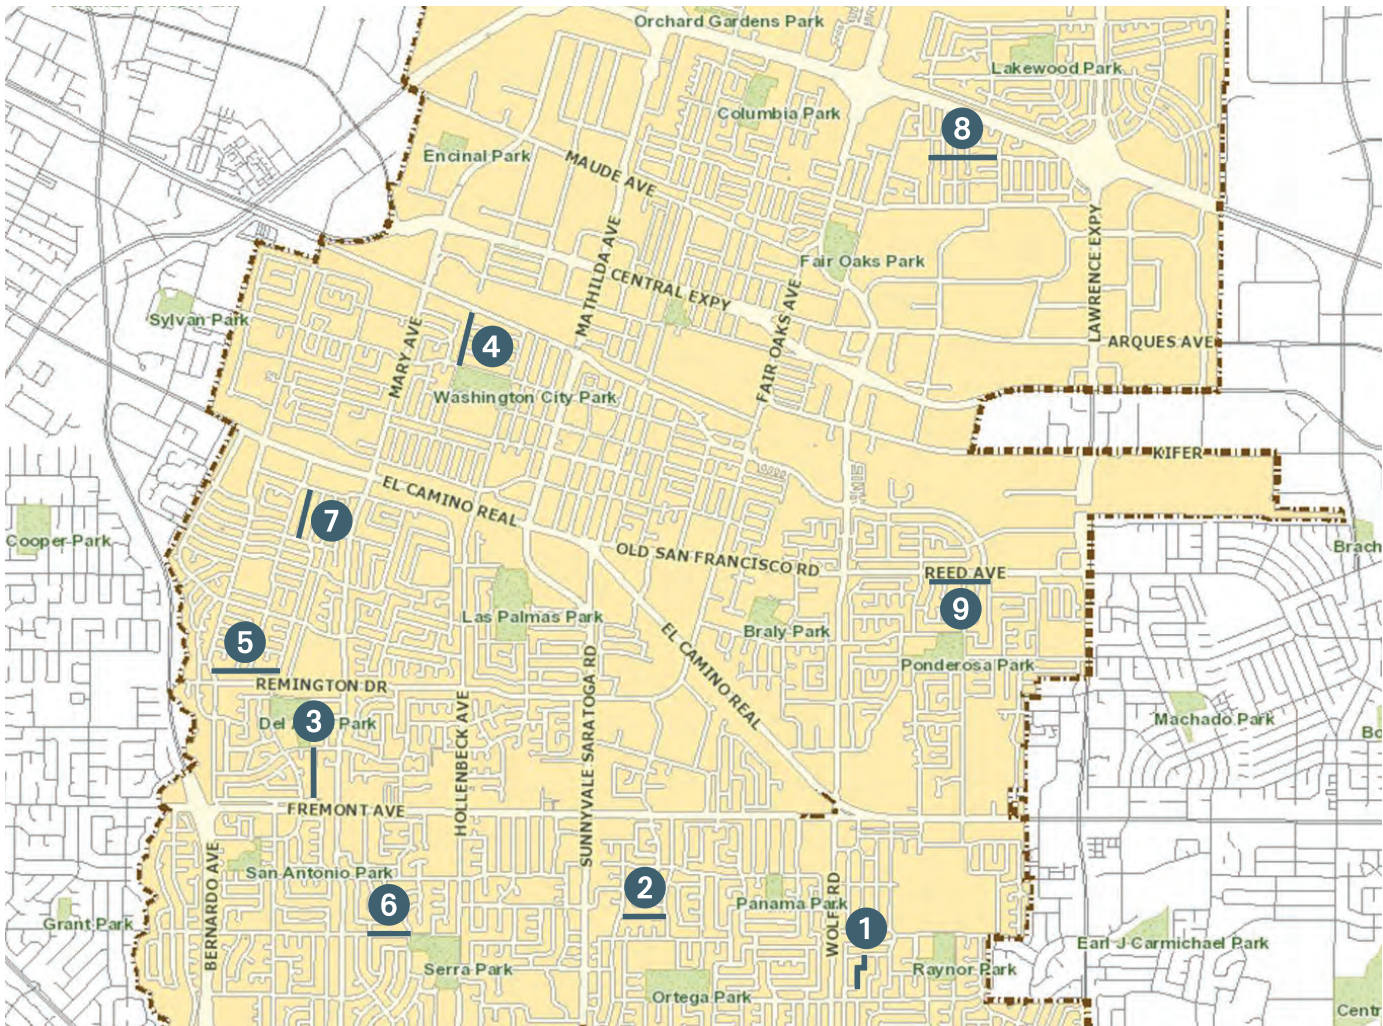 Orchard Gardens Park
Lakewood Park
Columbia Park
8
Encinal Park
MAUDE AVE
MATHILDA AVE
LAWRENCE EXPY
Fair Oaks Park
CENTRAL EXPY
Sylvan Park
FAIR OAKS AVE
ARQUES AVE
MARY AVE
4
Washington City Park
KIFER
EL CAMINO REAL
7
Cooper Park
Brach
OLD SAN FRANCISCO RD
REED AVE
9
Las Palmas Park
Braly Park
5
EL CAMINO REAL
Ponderosa Park
REMINGTON DR
Del
Park
3
Machado Park
Bo
HOLLENBECK AVE
SUNNYVALE SARATOGA RD
FREMONT AVE
BERNARDO AVE
San Antonio Park
2
6
Panama Park
WOLF
RD
1
Grant Park
Earl J Carmichael Park
Serra Park
Raynor Park
Ortega Park
Centr